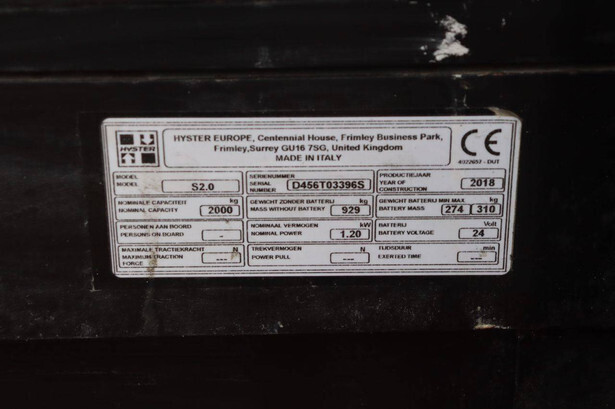 HYSTER
HYSTER EUROPE, Centennial House, Frimley Business Park,
Frimley,Surrey GU16 7SG, United Kingdom
MADE IN ITALY
CE
4022657 - DUT
MODEL
MODEL S2.0
SERIENUMMER
SERIAL NUMBER D456T03396S
PRODUCTIEJAAR
YEAR OF CONSTRUCTION 2018
NOMINALE CAPACITEIT kg
NOMINAL CAPACITY 2000
GEWICHT ZONDER BATTERIJ kg
MASS WITHOUT BATTERY 929
GEWICHT BATTERIJ MIN MAX. kg
BATTERY MASS 274 310
PERSONEN AAN BOORD
PERSONS ON BOARD -
NOMINAAL VERMOGEN kW
NOMINAL POWER 1.20
BATTERIJ Volt
BATTERY VOLTAGE 24
MAXIMALE TRACTIEKRACHT N
MAXIMUM TRACTION FORCE ---
TREKVERMOGEN N
POWER PULL ---
TIJDSDUUR min
EXERTED TIME ---